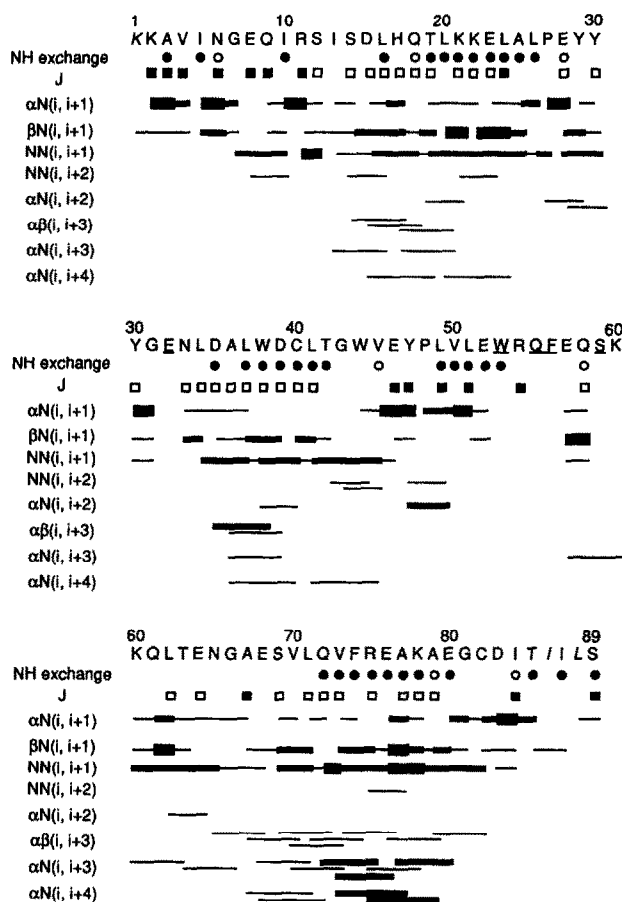 1 10 20 30
K K A V I N G E Q I R S I S D L H Q T L K K E L A L P E Y Y
NH exchange
J
αN(i, i+1)
βN(i, i+1)
NN(i, i+1)
NN(i, i+2)
αN(i, i+2)
αβ(i, i+3)
αN(i, i+3)
αN(i, i+4)
30 40 50 60
Y G E N L D A L W D C L T G W V E Y P L V L E W R Q F E Q S K
NH exchange
J
αN(i, i+1)
βN(i, i+1)
NN(i, i+1)
NN(i, i+2)
αN(i, i+2)
αβ(i, i+3)
αN(i, i+3)
αN(i, i+4)
60 70 80 89
K Q L T E N G A E S V L Q V F R E A K A E G C D I T I I L S
NH exchange
J
αN(i, i+1)
βN(i, i+1)
NN(i, i+1)
NN(i, i+2)
αN(i, i+2)
αβ(i, i+3)
αN(i, i+3)
αN(i, i+4)